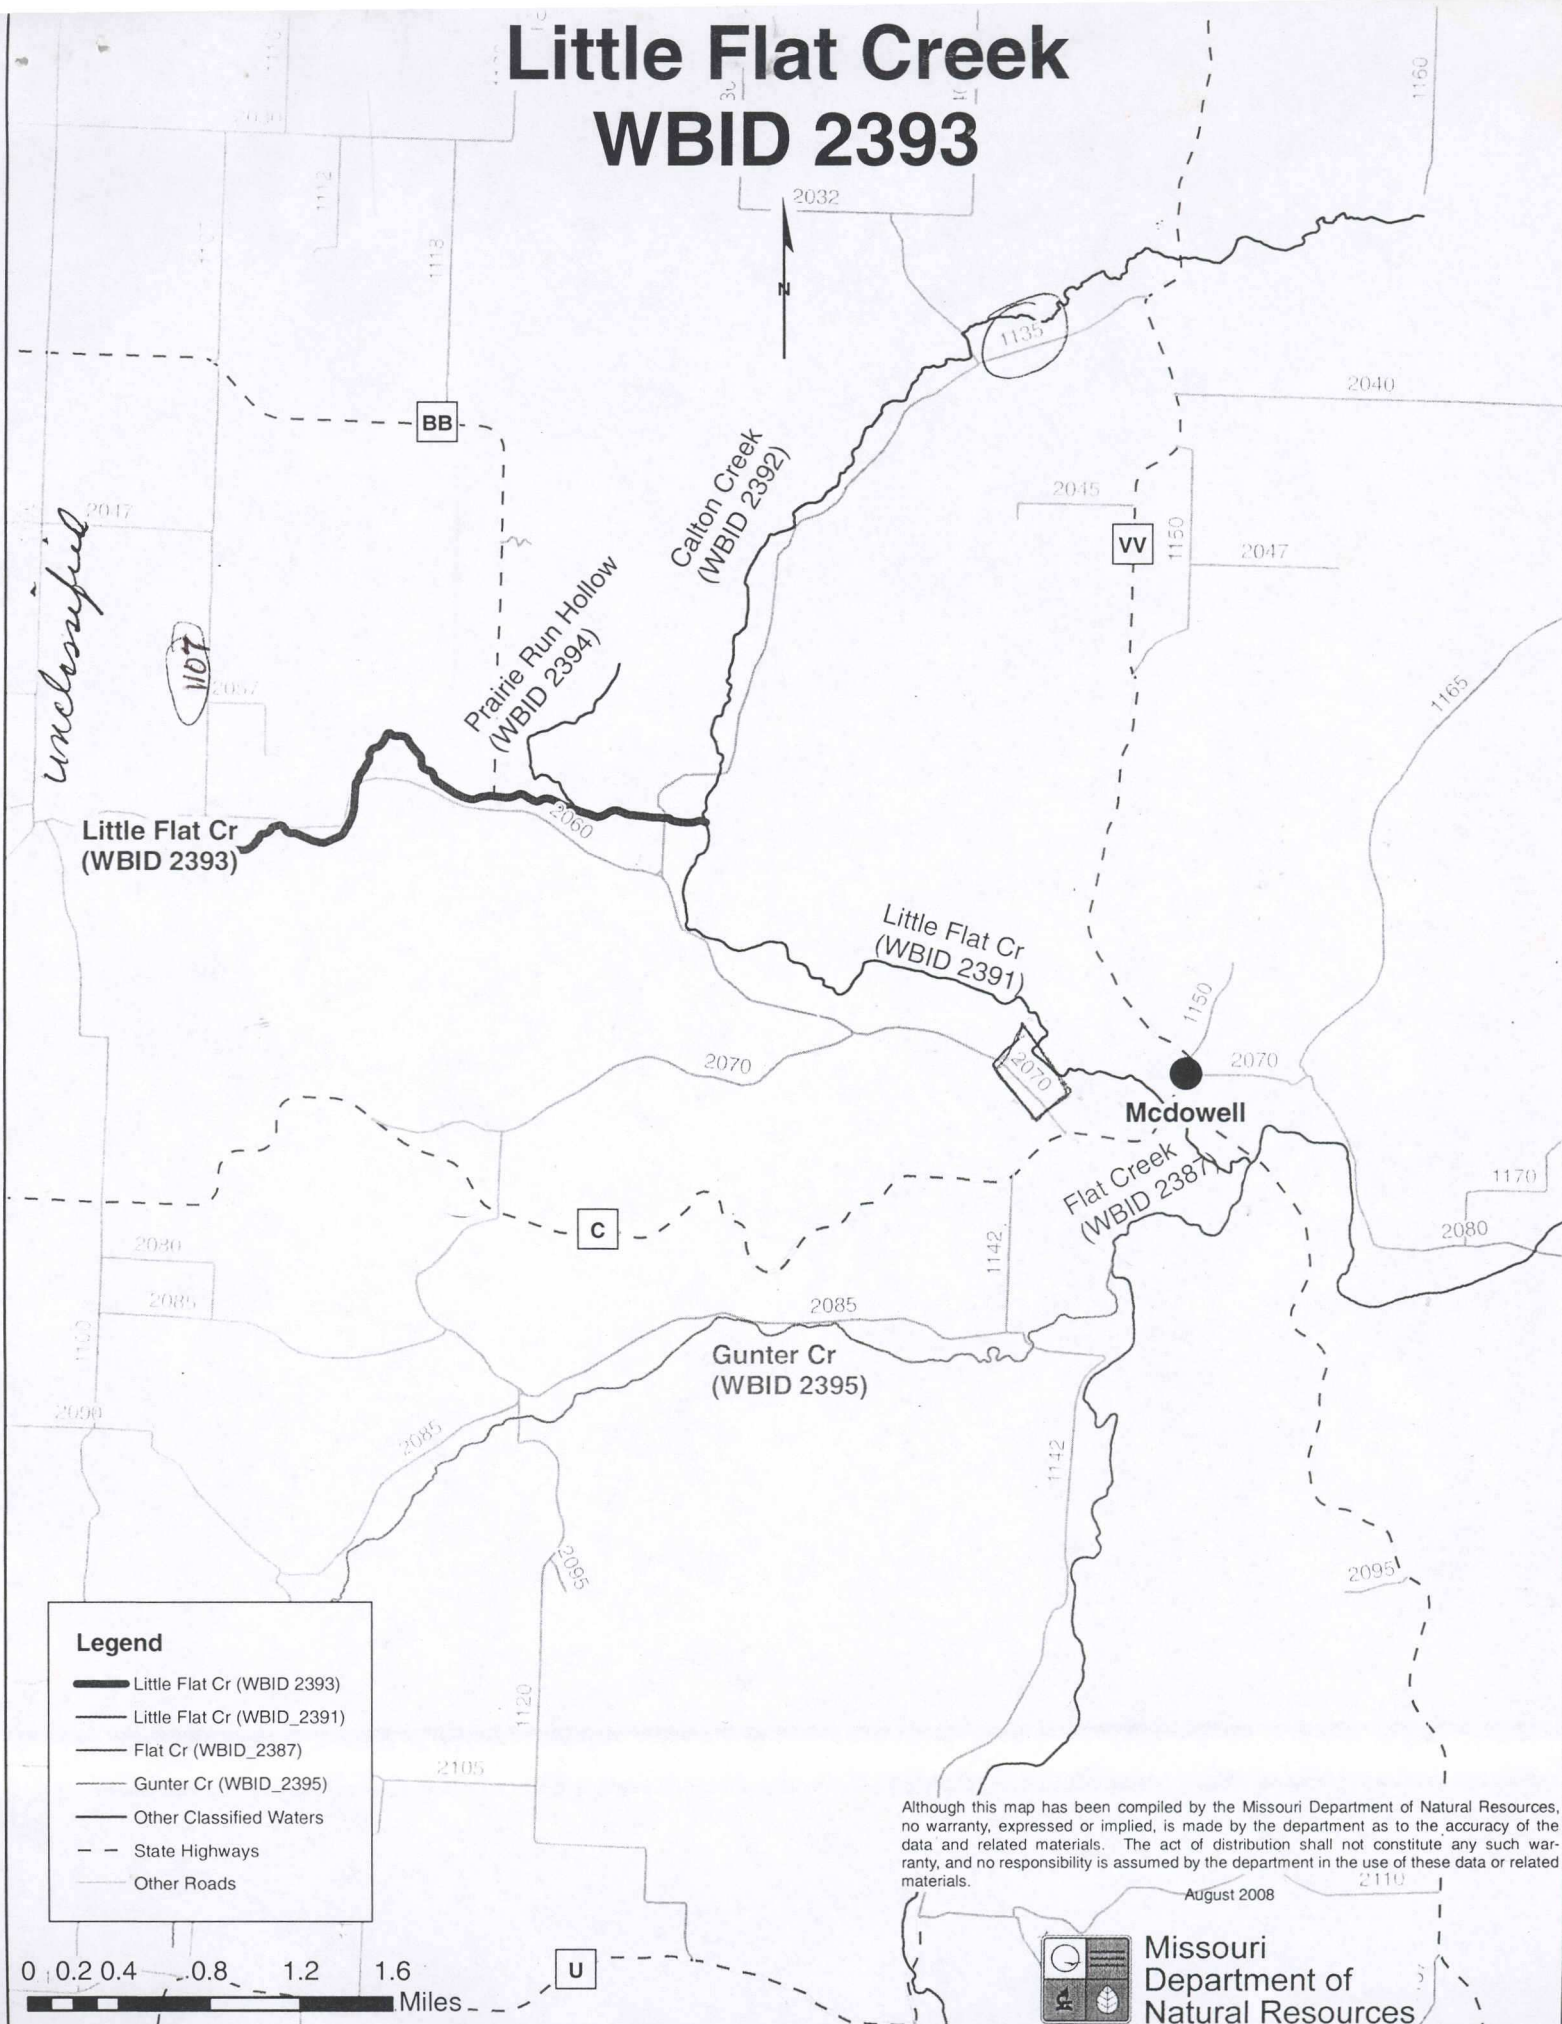 Little Flat Creek
WBID 2393
1160
2030
1112
1118
2032
N
1135
2040
BB
Calton Creek
(WBID 2392)
2045
VV
1150
2047
2047
unclassified
1107
2057
Prairie Run Hollow
(WBID 2394)
1165
Little Flat Cr
(WBID 2393)
2060
Little Flat Cr
(WBID 2391)
1150
2070
2070
2070
Mcdowell
Flat Creek
(WBID 2387)
1170
2080
C
1142
2080
2085
1100
2085
Gunter Cr
(WBID 2395)
2090
2085
1142
2095
2095
1120
2105
Legend
Little Flat Cr (WBID 2393)
Little Flat Cr (WBID_2391)
Flat Cr (WBID_2387)
Gunter Cr (WBID_2395)
Other Classified Waters
State Highways
Other Roads
Although this map has been compiled by the Missouri Department of Natural Resources,
no warranty, expressed or implied, is made by the department as to the accuracy of the
data and related materials. The act of distribution shall not constitute any such war-
ranty, and no responsibility is assumed by the department in the use of these data or related
materials.
2110
August 2008
U
0 0.2 0.4 0.8 1.2 1.6
Miles
Missouri
Department of
Natural Resources